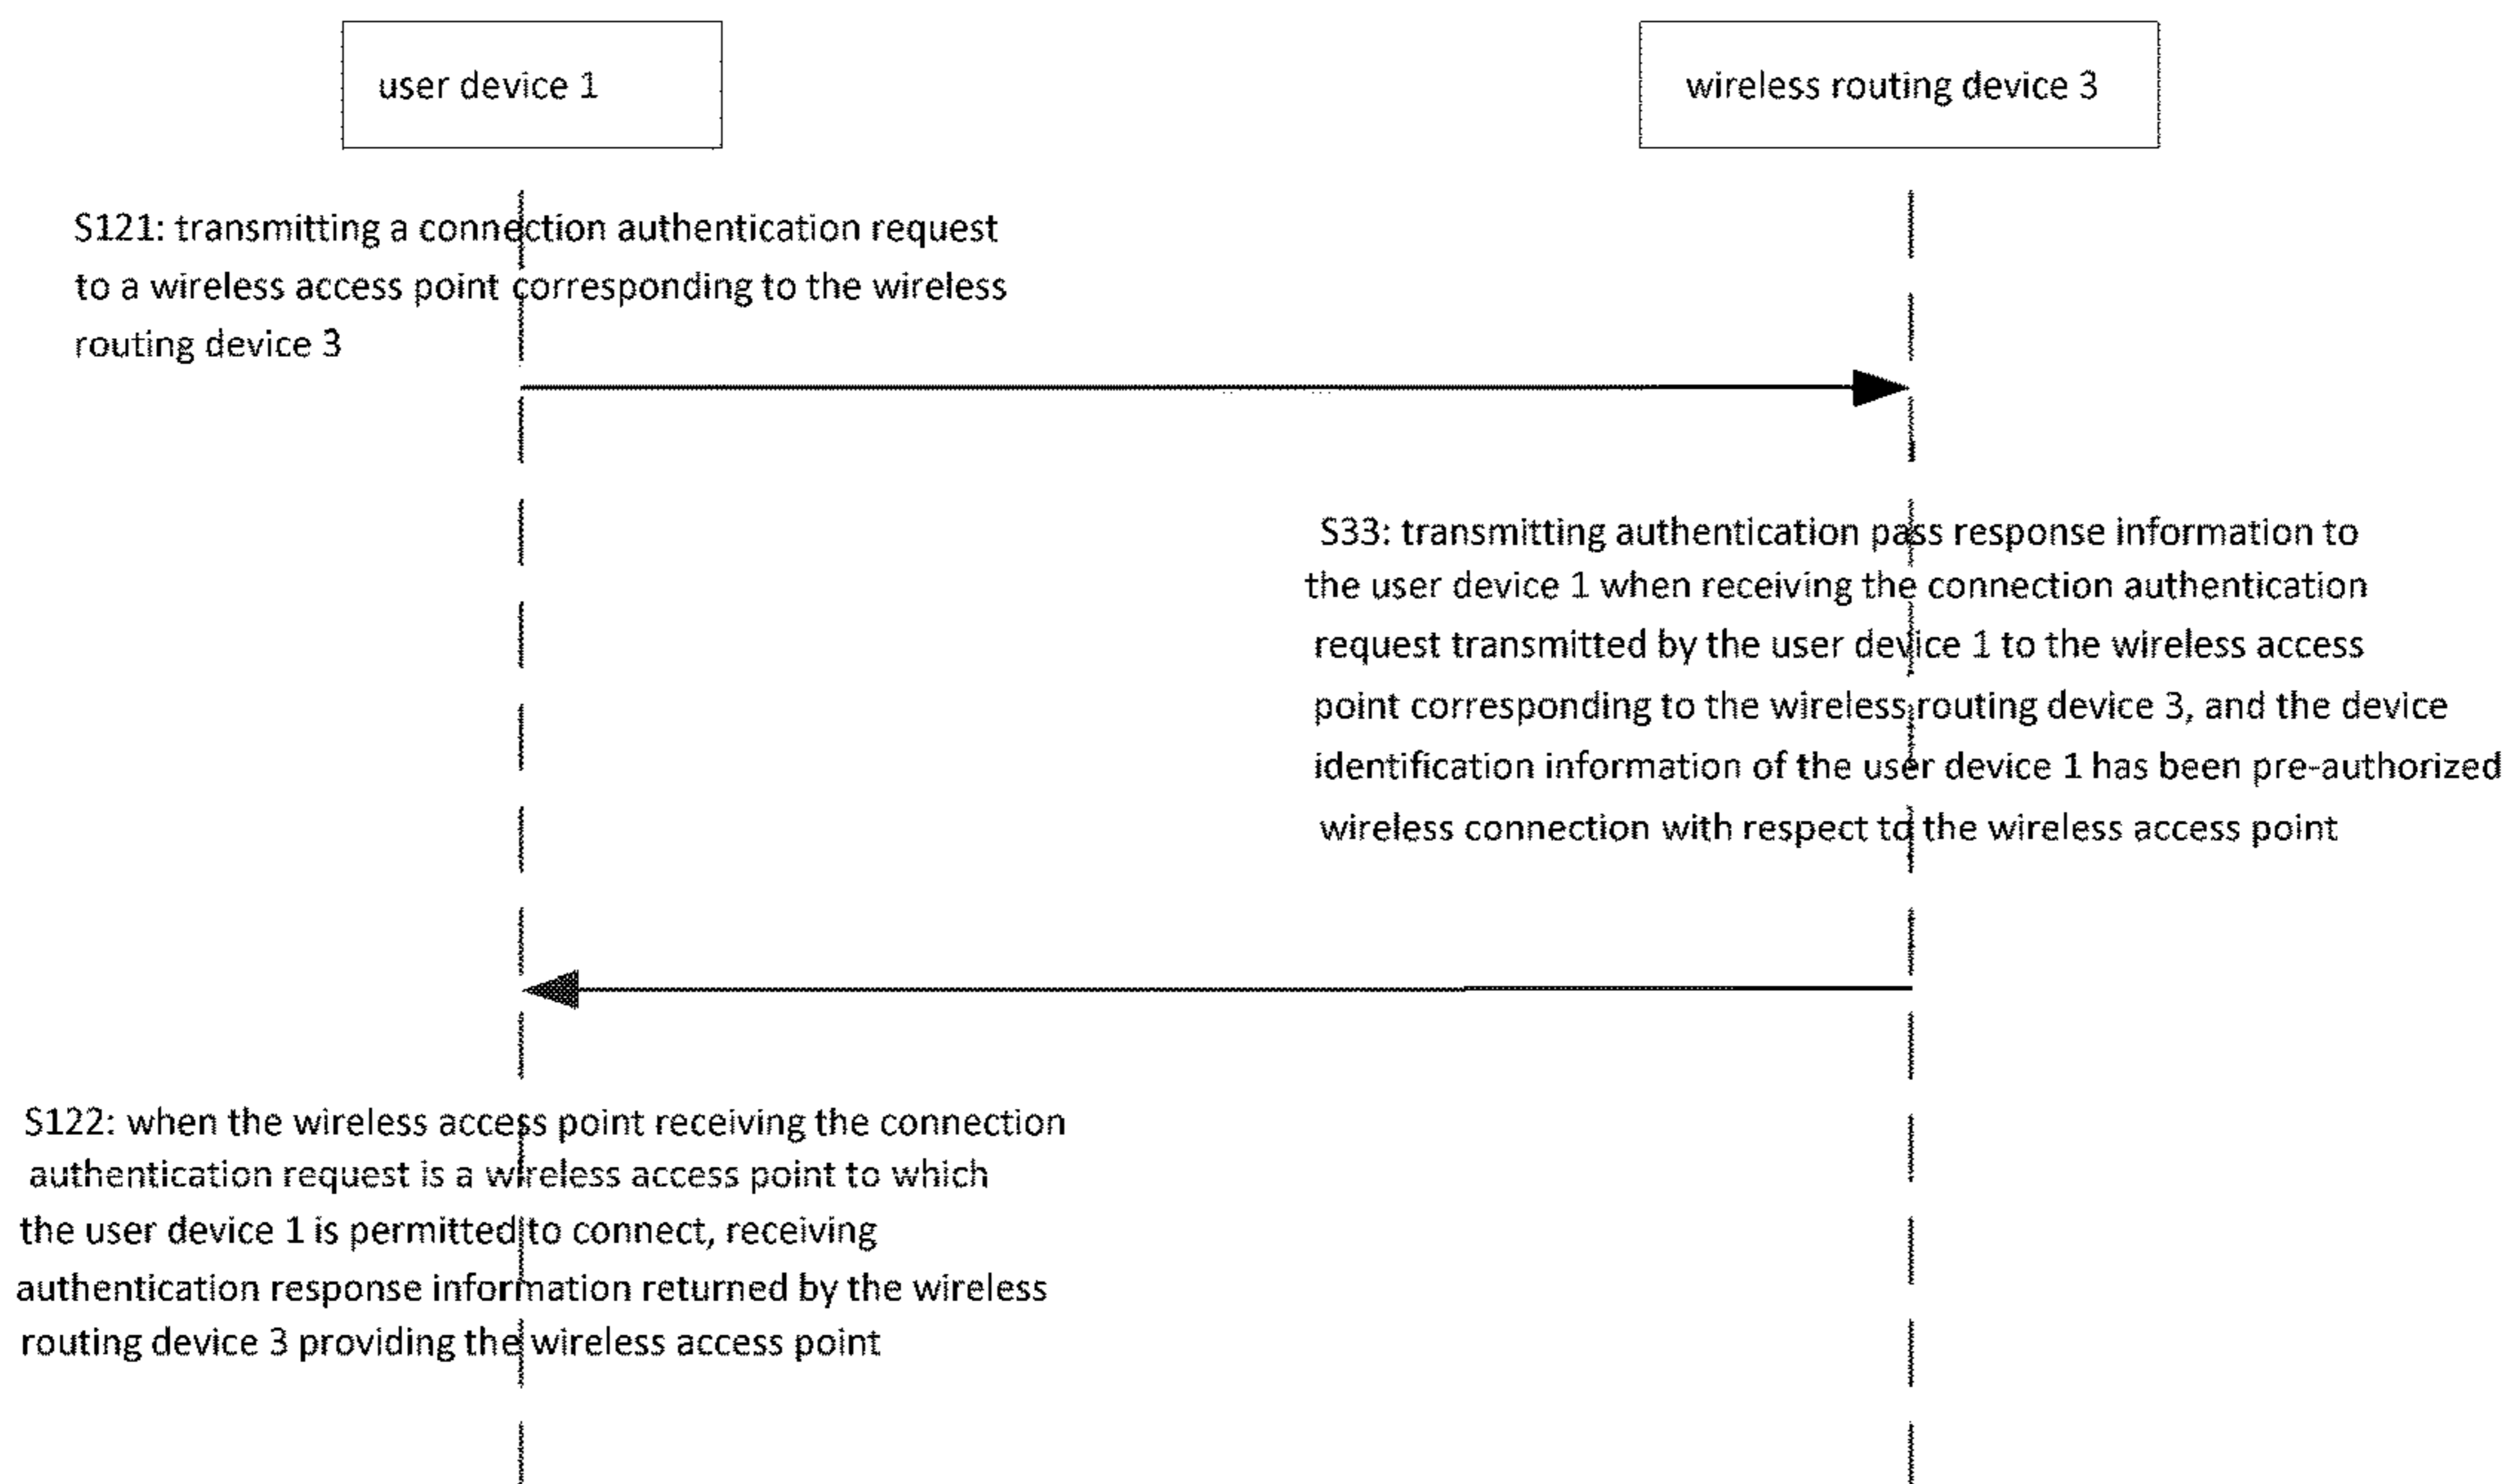 user device 1
wireless routing device 3
S121: transmitting a connection authentication request
to a wireless access point corresponding to the wireless
routing device 3
S33: transmitting authentication pass response information to
the user device 1 when receiving the connection authentication
request transmitted by the user device 1 to the wireless access
point corresponding to the wireless routing device 3, and the device
identification information of the user device 1 has been pre-authorized
wireless connection with respect to the wireless access point
S122: when the wireless access point receiving the connection
authentication request is a wireless access point to which
the user device 1 is permitted to connect, receiving
authentication response information returned by the wireless
routing device 3 providing the wireless access point